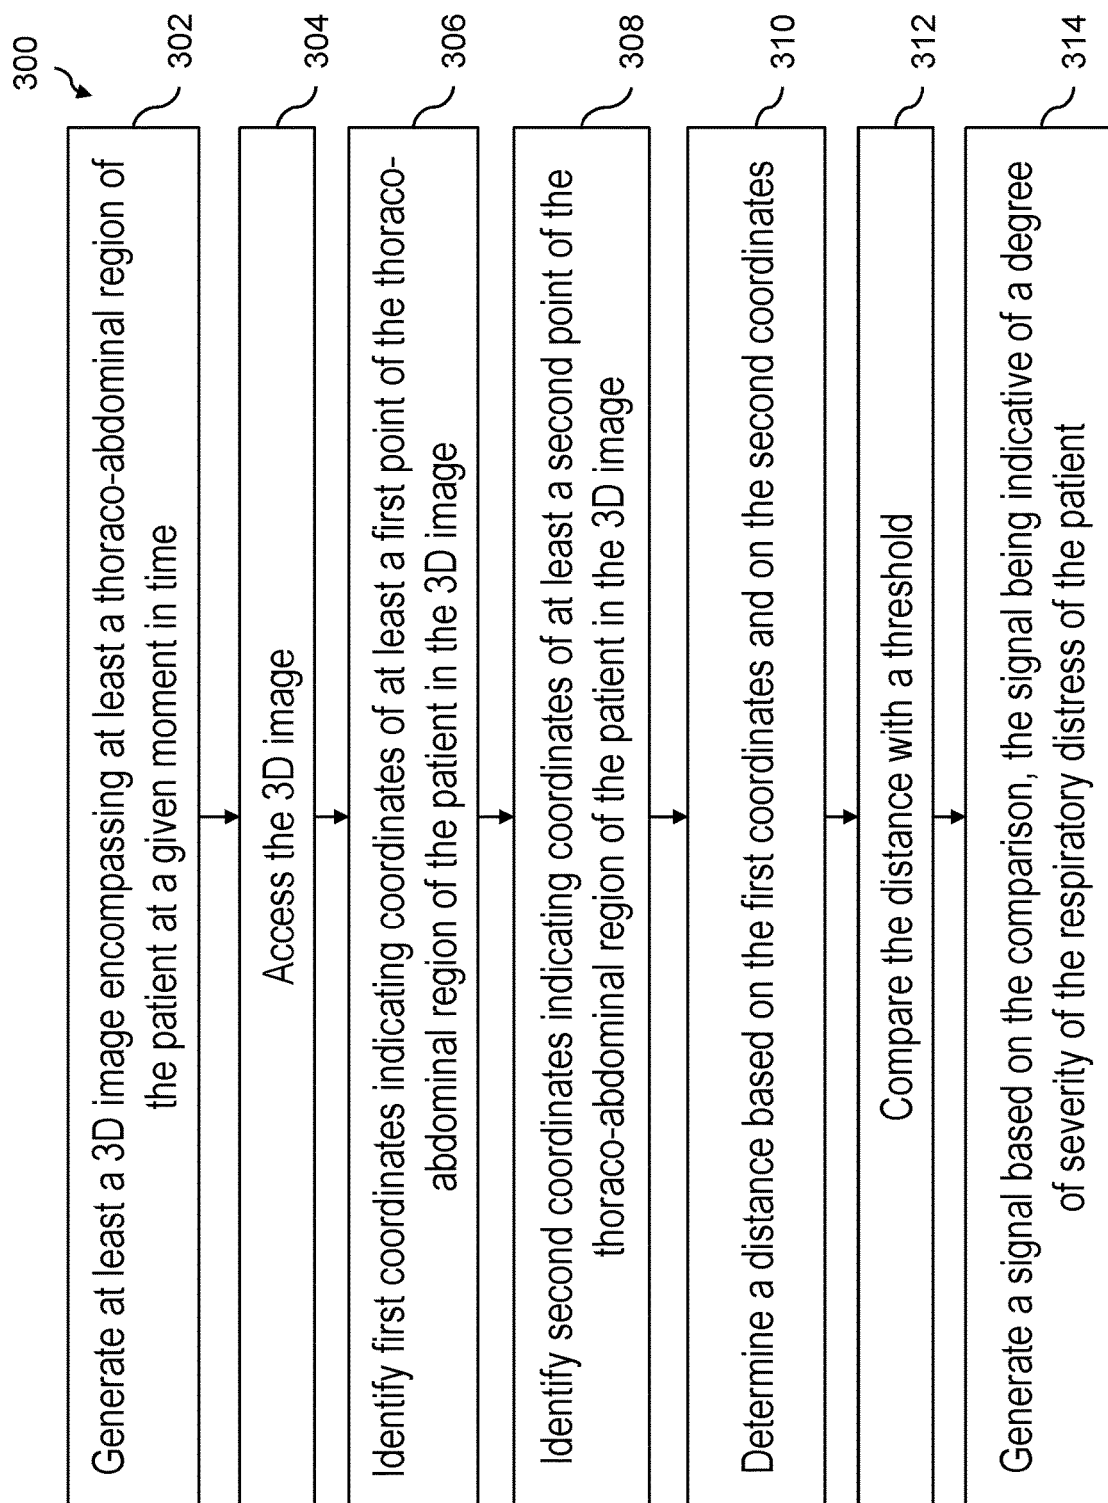 300
Generate at least a 3D image encompassing at least a thoraco-abdominal region of
the patient at a given moment in time
302
Access the 3D image
304
Identify first coordinates indicating coordinates of at least a first point of the thoraco-
abdominal region of the patient in the 3D image
306
Identify second coordinates indicating coordinates of at least a second point of the
thoraco-abdominal region of the patient in the 3D image
308
Determine a distance based on the first coordinates and on the second coordinates
310
Compare the distance with a threshold
312
Generate a signal based on the comparison, the signal being indicative of a degree
of severity of the respiratory distress of the patient
314